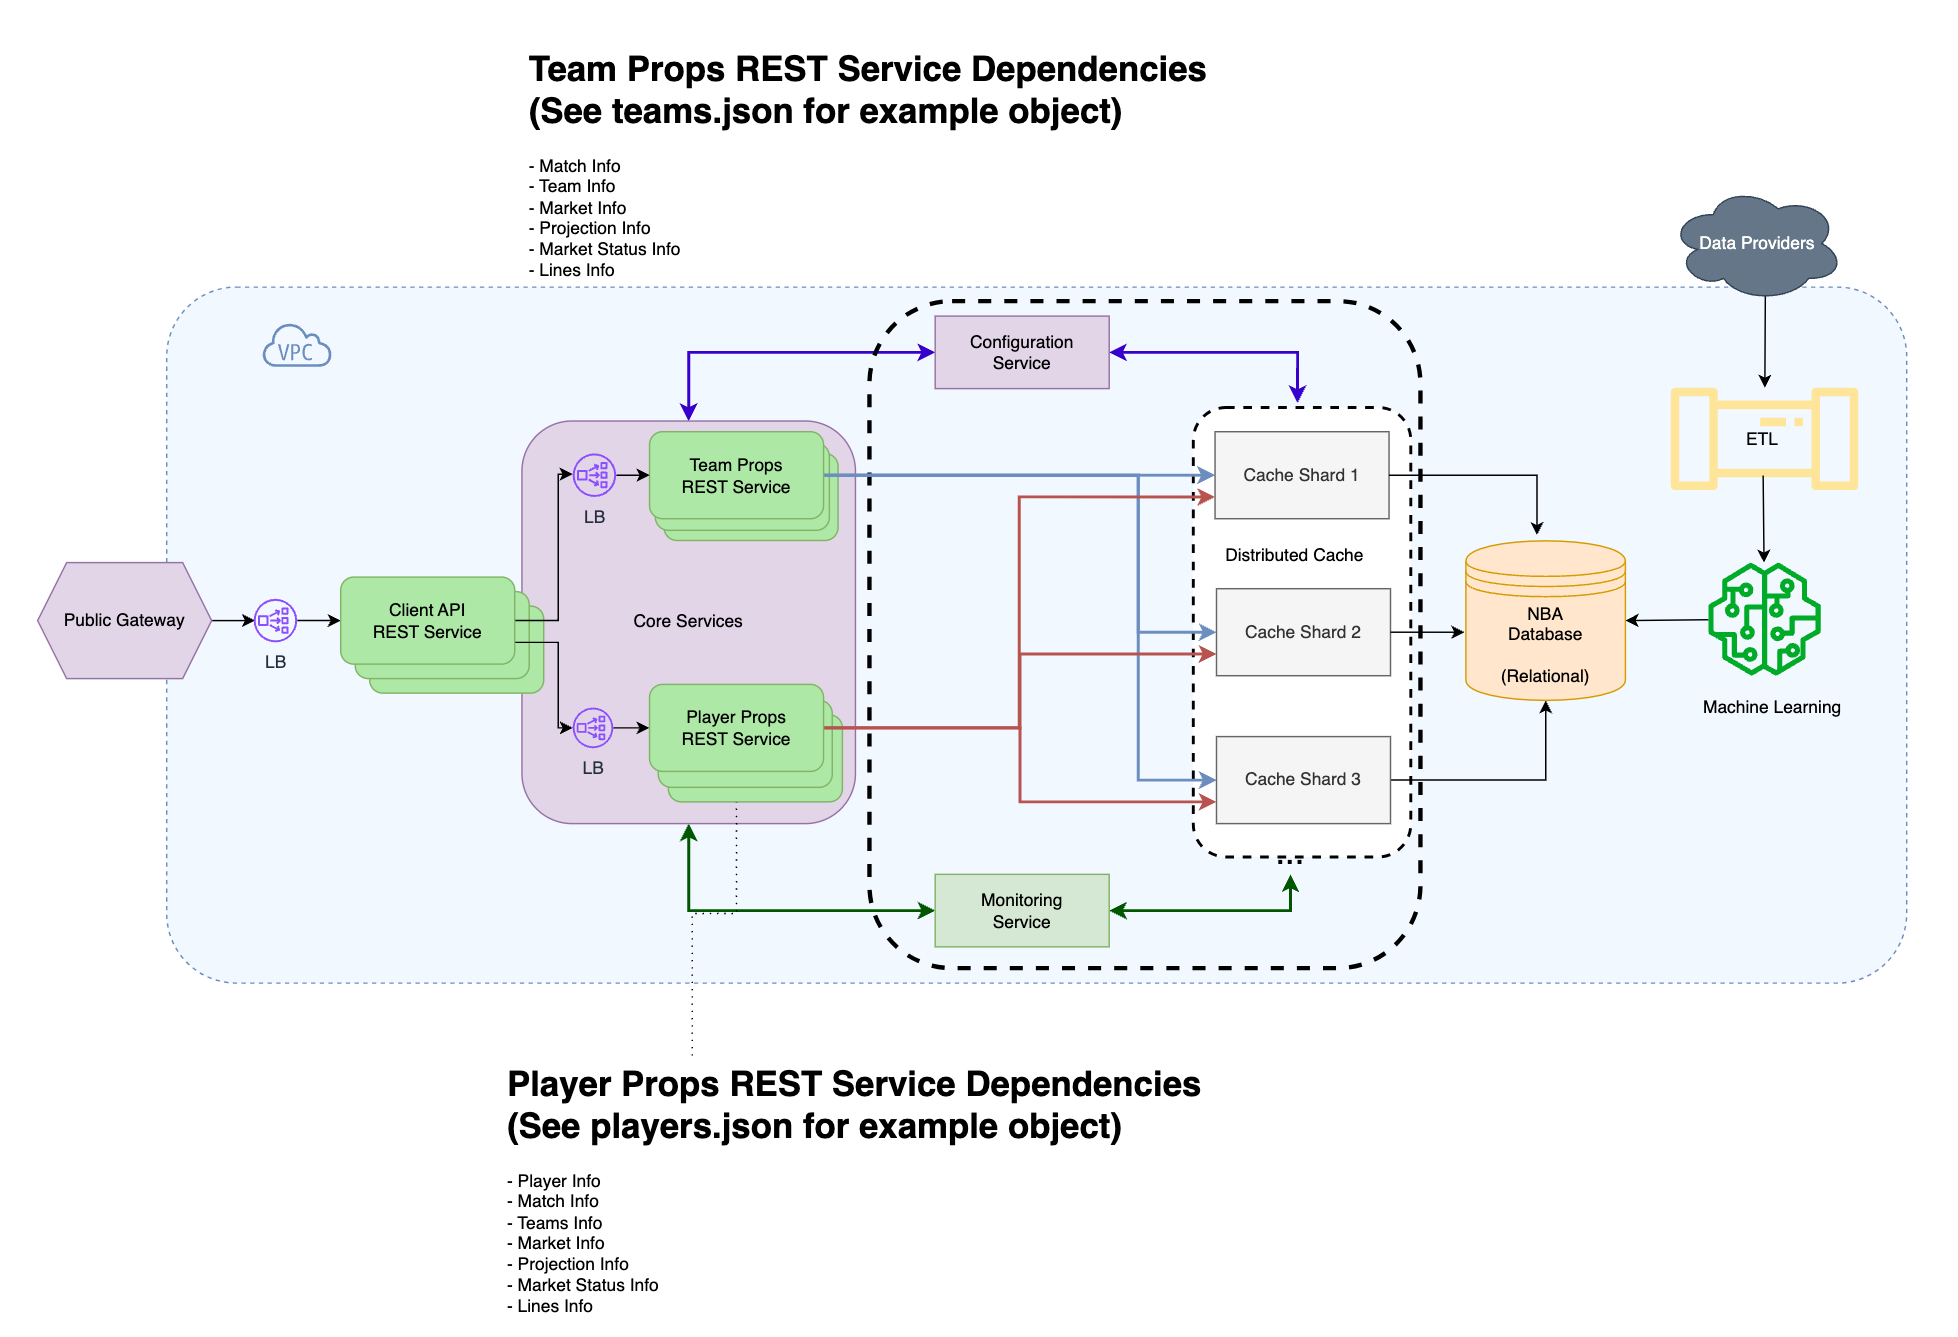 Team Props REST Service Dependencies
(See teams.json for example object)
- Match Info
- Team Info
- Market Info
- Projection Info
- Market Status Info
- Lines Info
Data Providers
VPC
Configuration
Service
ETL
Team Props
REST Service
LB
Cache Shard 1
Distributed Cache
Public Gateway
LB
Client API
REST Service
Core Services
Cache Shard 2
NBA
Database
(Relational)
Machine Learning
Player Props
REST Service
LB
Cache Shard 3
...
Monitoring
Service
Player Props REST Service Dependencies
(See players.json for example object)
- Player Info
- Match Info
- Teams Info
- Market Info
- Projection Info
- Market Status Info
- Lines Info